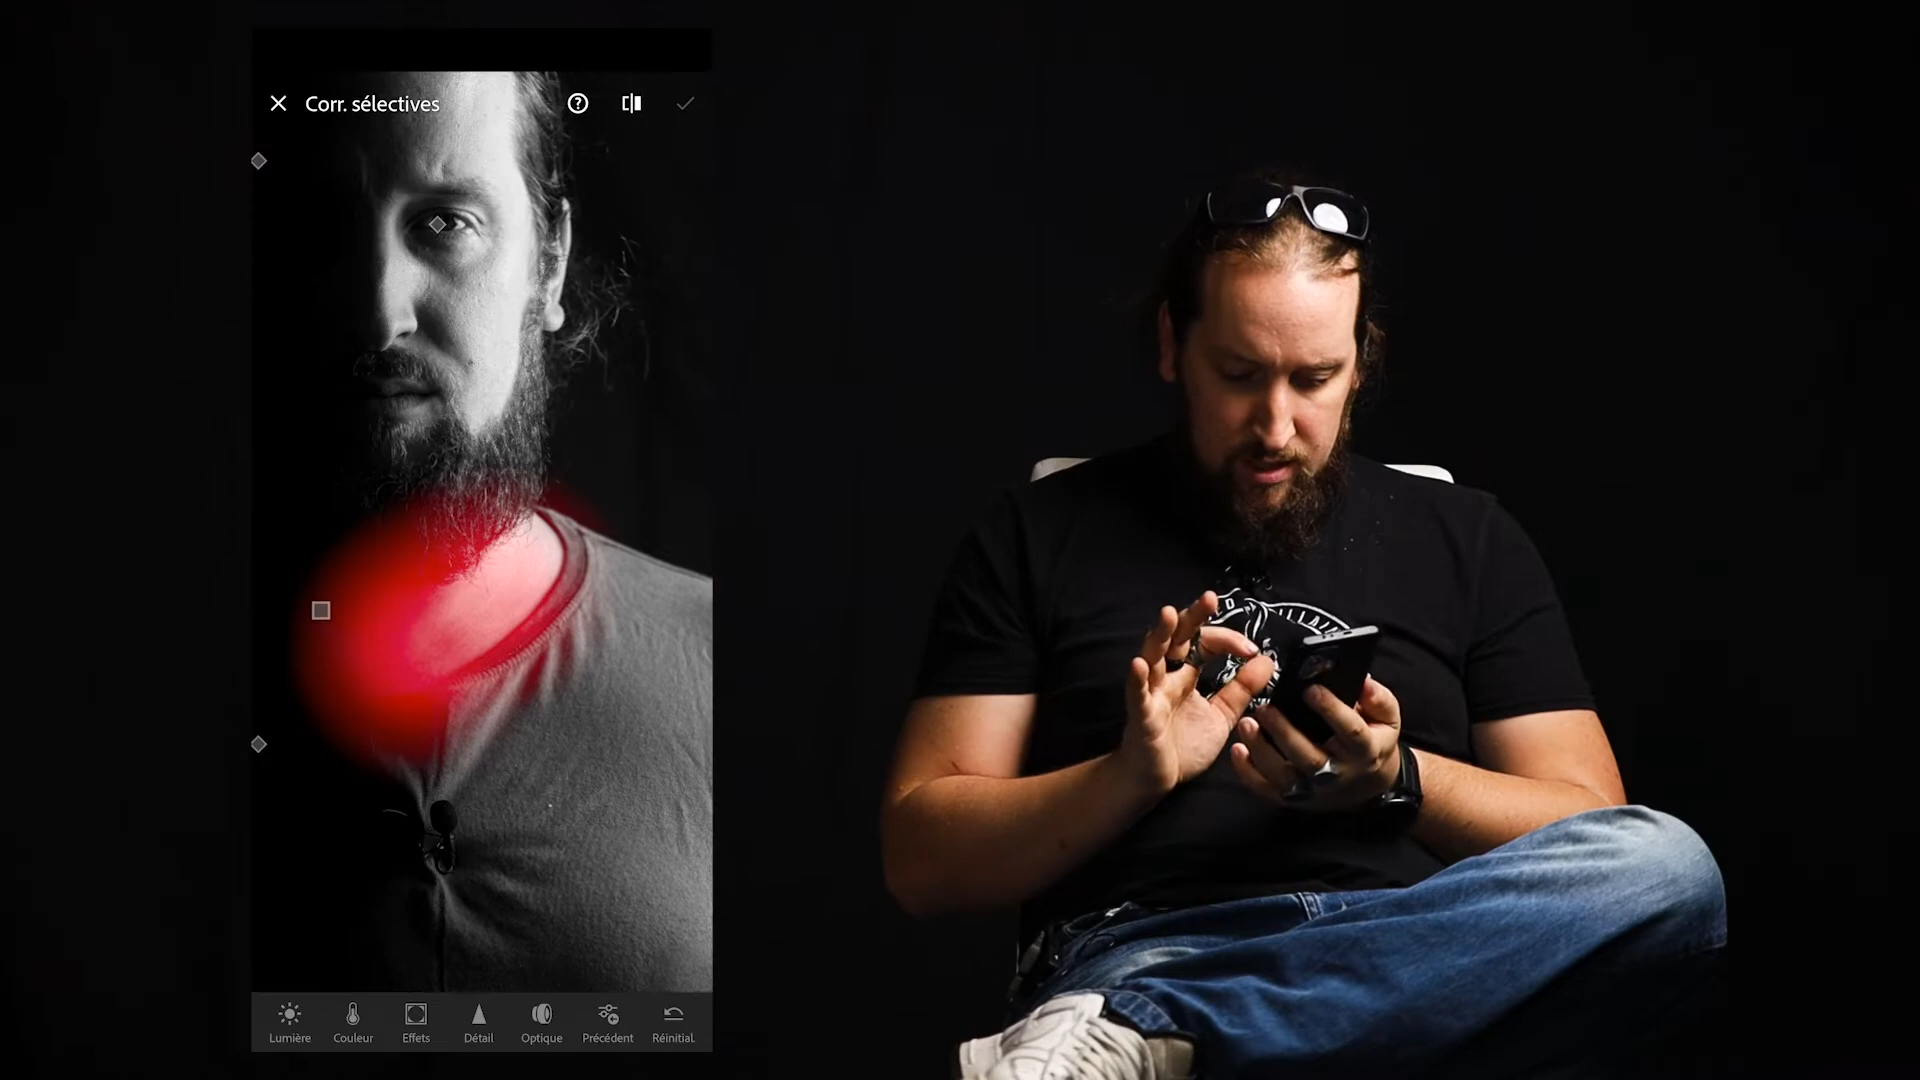 Corr. sélectives
Lumière
Couleur
Effets
Détail
Optique
Précédent
Réinitial.